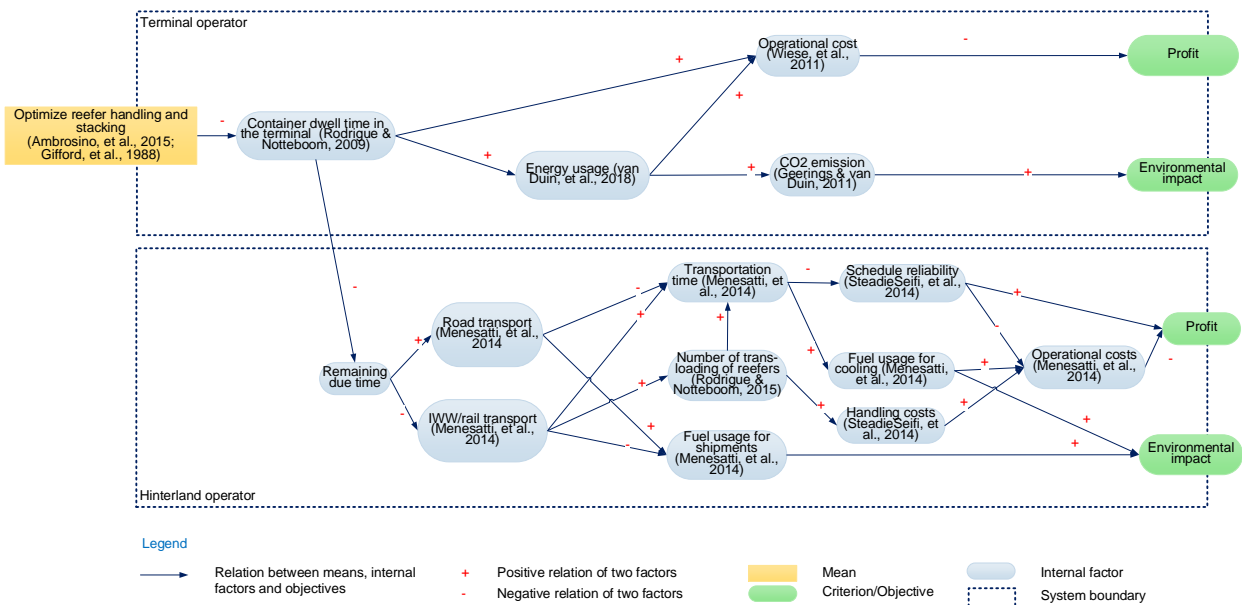 Terminal operator
Optimize reefer handling and
stacking
(Ambrosino, et al., 2015;
Gifford, et al., 1988)
-
Container dwell time in
the terminal (Rodrigue &
Notteboom, 2009)
+
+
Energy usage (van
Duin, et al., 2018)
+
+
Operational cost
(Wiese, et al.,
2011)
-
Profit
CO2 emission
(Geerings & van
Duin, 2011)
+
Environmental
impact
-
Remaining
due time
+
-
Road transport
(Menesatti, et al.,
2014
IWW/rail transport
(Menesatti, et al.,
2014)
-
+
+
+
-
Transportation
time (Menesatti, et
al., 2014)
+
Number of trans-
loading of reefers
(Rodrigue &
Notteboom, 2015)
Fuel usage for
shipments
(Menesatti, et al.,
2014)
-
+
+
Schedule reliability
(SteadieSeifi, et al.,
2014)
Fuel usage for
cooling (Menesatti,
et al., 2014)
Handling costs
(SteadieSeifi, et al.,
2014)
+
-
+
+
Operational costs
(Menesatti, et al.,
2014)
-
Profit
+
+
Environmental
impact
Hinterland operator
Legend
Relation between means, internal
factors and objectives
+ Positive relation of two factors
- Negative relation of two factors
Mean
Criterion/Objective
Internal factor
System boundary